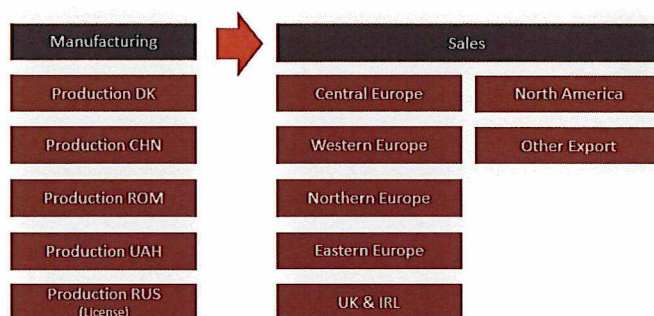 Manufacturing
Production DK
Production CHN
Production ROM
Production UAH
Production RUS
(License)
Sales
Central Europe
North America
Western Europe
Other Export
Northern Europe
Eastern Europe
UK & IRL